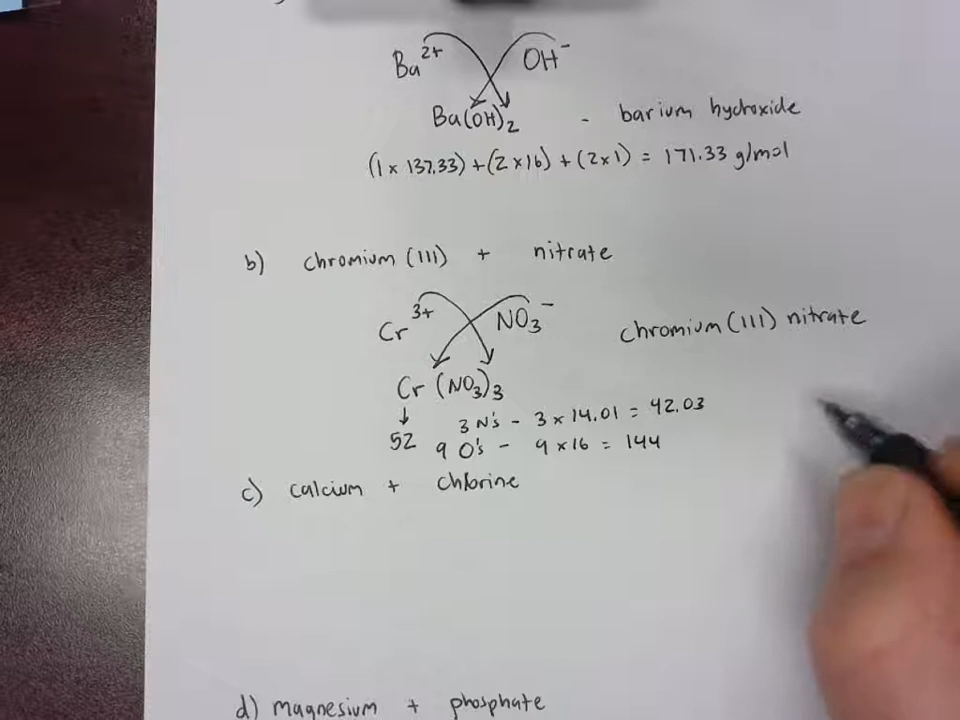 Ba²⁺ OH⁻
Ba(OH)₂ - barium hydroxide
(1 x 137.33) + (2 x 16) + (2 x 1) = 171.33 g/mol
b) chromium (III) + nitrate
Cr³⁺ NO₃⁻ chromium (III) nitrate
Cr (NO₃)₃
3 N's - 3 x 14.01 = 42.03
52 9 O's - 9 x 16 = 144
c) calcium + chlorine
d) magnesium + phosphate